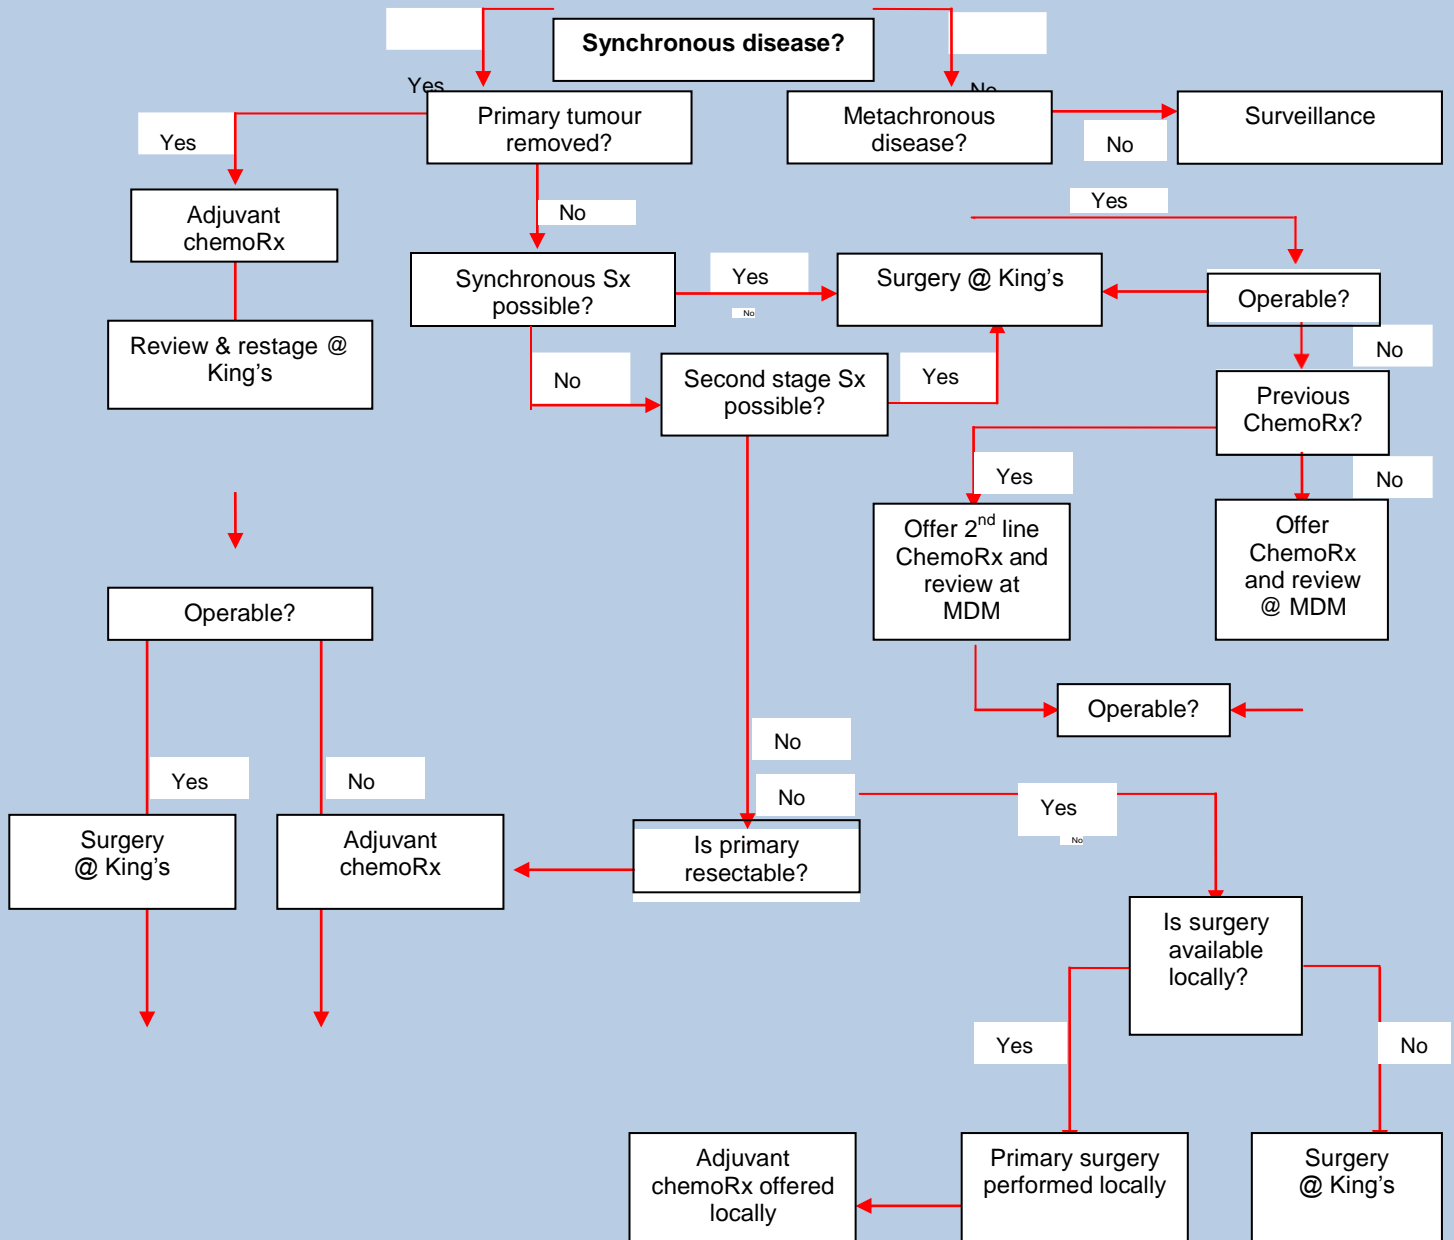 Synchronous disease?
Yes
No
Primary tumour
removed?
Metachronous
disease?
Surveillance
Yes
No
Adjuvant
chemoRx
No
Yes
Synchronous Sx
possible?
Yes
No
Surgery @ King's
Operable?
Review & restage @
King's
No
Second stage Sx
possible?
Yes
No
Previous
ChemoRx?
Yes
No
Offer 2nd line
ChemoRx and
review at
MDM
Offer
ChemoRx
and review
@ MDM
Operable?
Operable?
No
Yes
No
No
Yes
No
Surgery
@ King's
Adjuvant
chemoRx
Is primary
resectable?
Is surgery
available
locally?
Yes
No
Adjuvant
chemoRx offered
locally
Primary surgery
performed locally
Surgery
@ King's